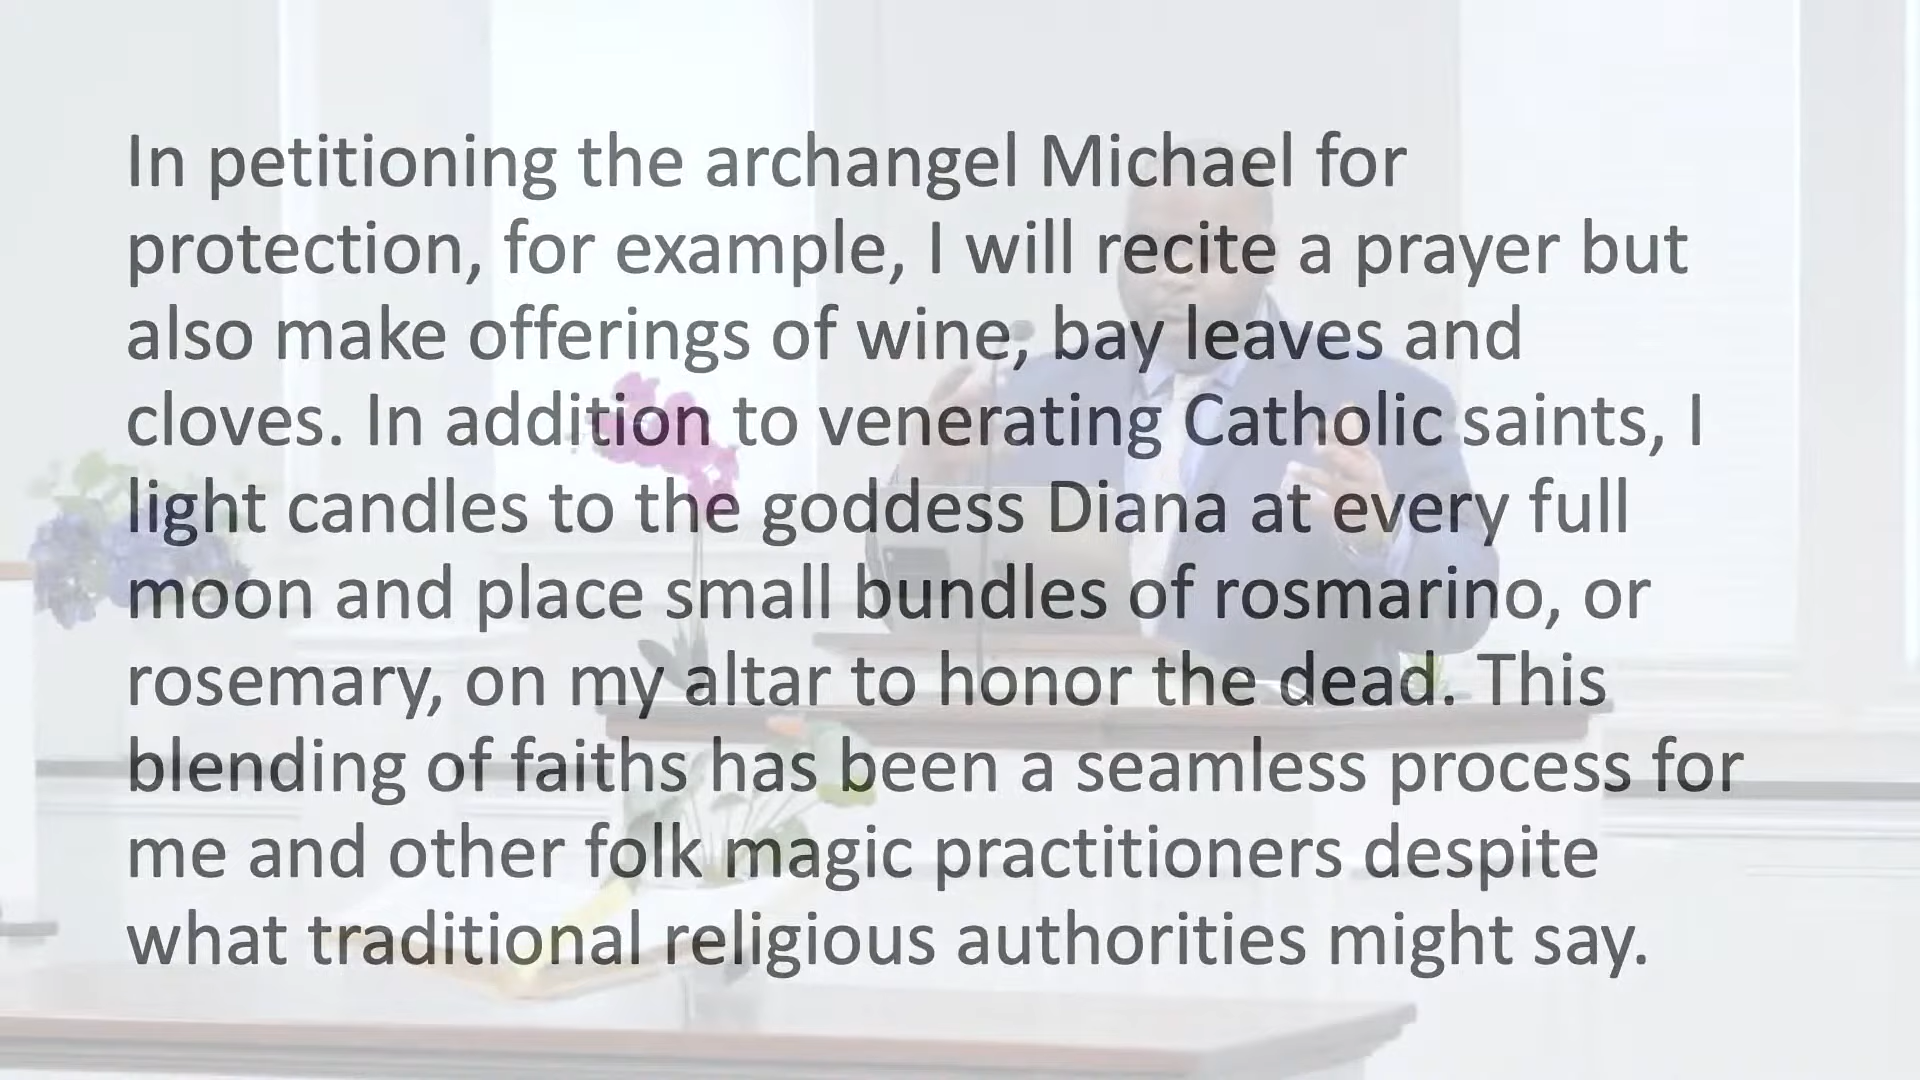 In petitioning the archangel Michael for
protection, for example, I will recite a prayer but
also make offerings of wine, bay leaves and
cloves. In addition to venerating Catholic saints, I
light candles to the goddess Diana at every full
moon and place small bundles of rosmarino, or
rosemary, on my altar to honor the dead. This
blending of faiths has been a seamless process for
me and other folk magic practitioners despite
what traditional religious authorities might say.